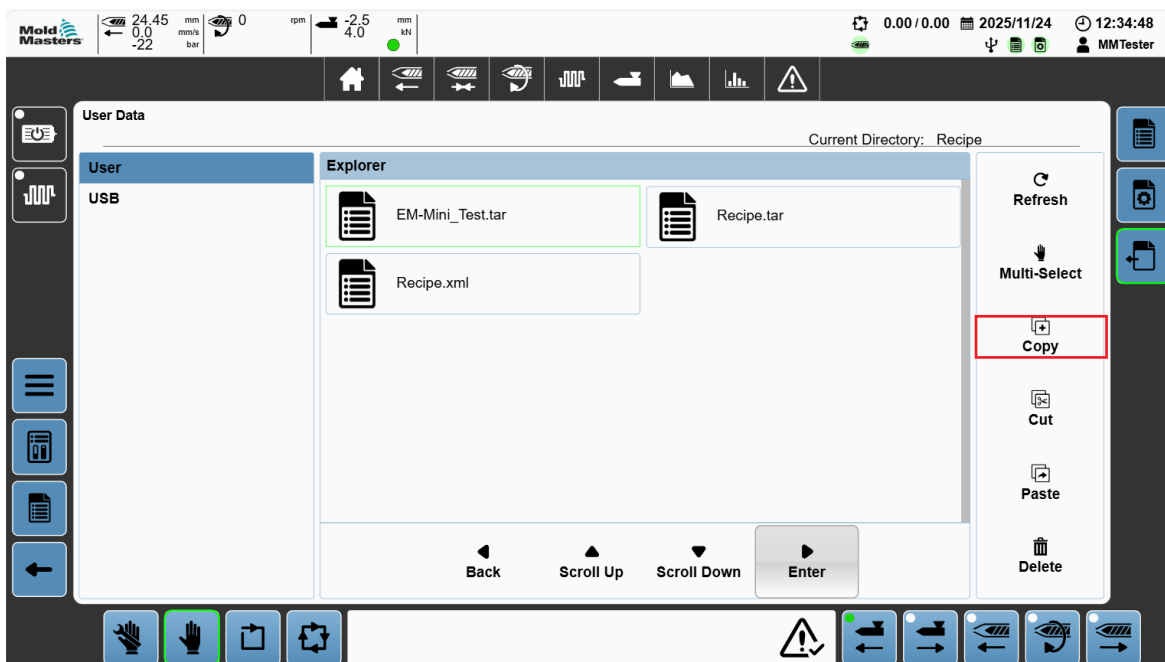 Mold
Masters
24.45 mm
0.0 mm/s
-22 bar
0 rpm
-2.5 mm
4.0 kN
0.00 / 0.00
2025/11/24
12:34:48
MMTester
User Data
Current Directory: Recipe
User
USB
Explorer
EM-Mini_Test.tar
Recipe.tar
Recipe.xml
Refresh
Multi-Select
Copy
Cut
Paste
Delete
Back
Scroll Up
Scroll Down
Enter